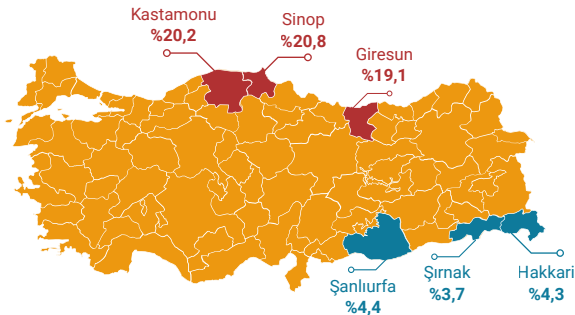 Kastamonu
%20,2
Sinop
%20,8
Giresun
%19,1
Şanlıurfa
%4,4
Şırnak
%3,7
Hakkari
%4,3